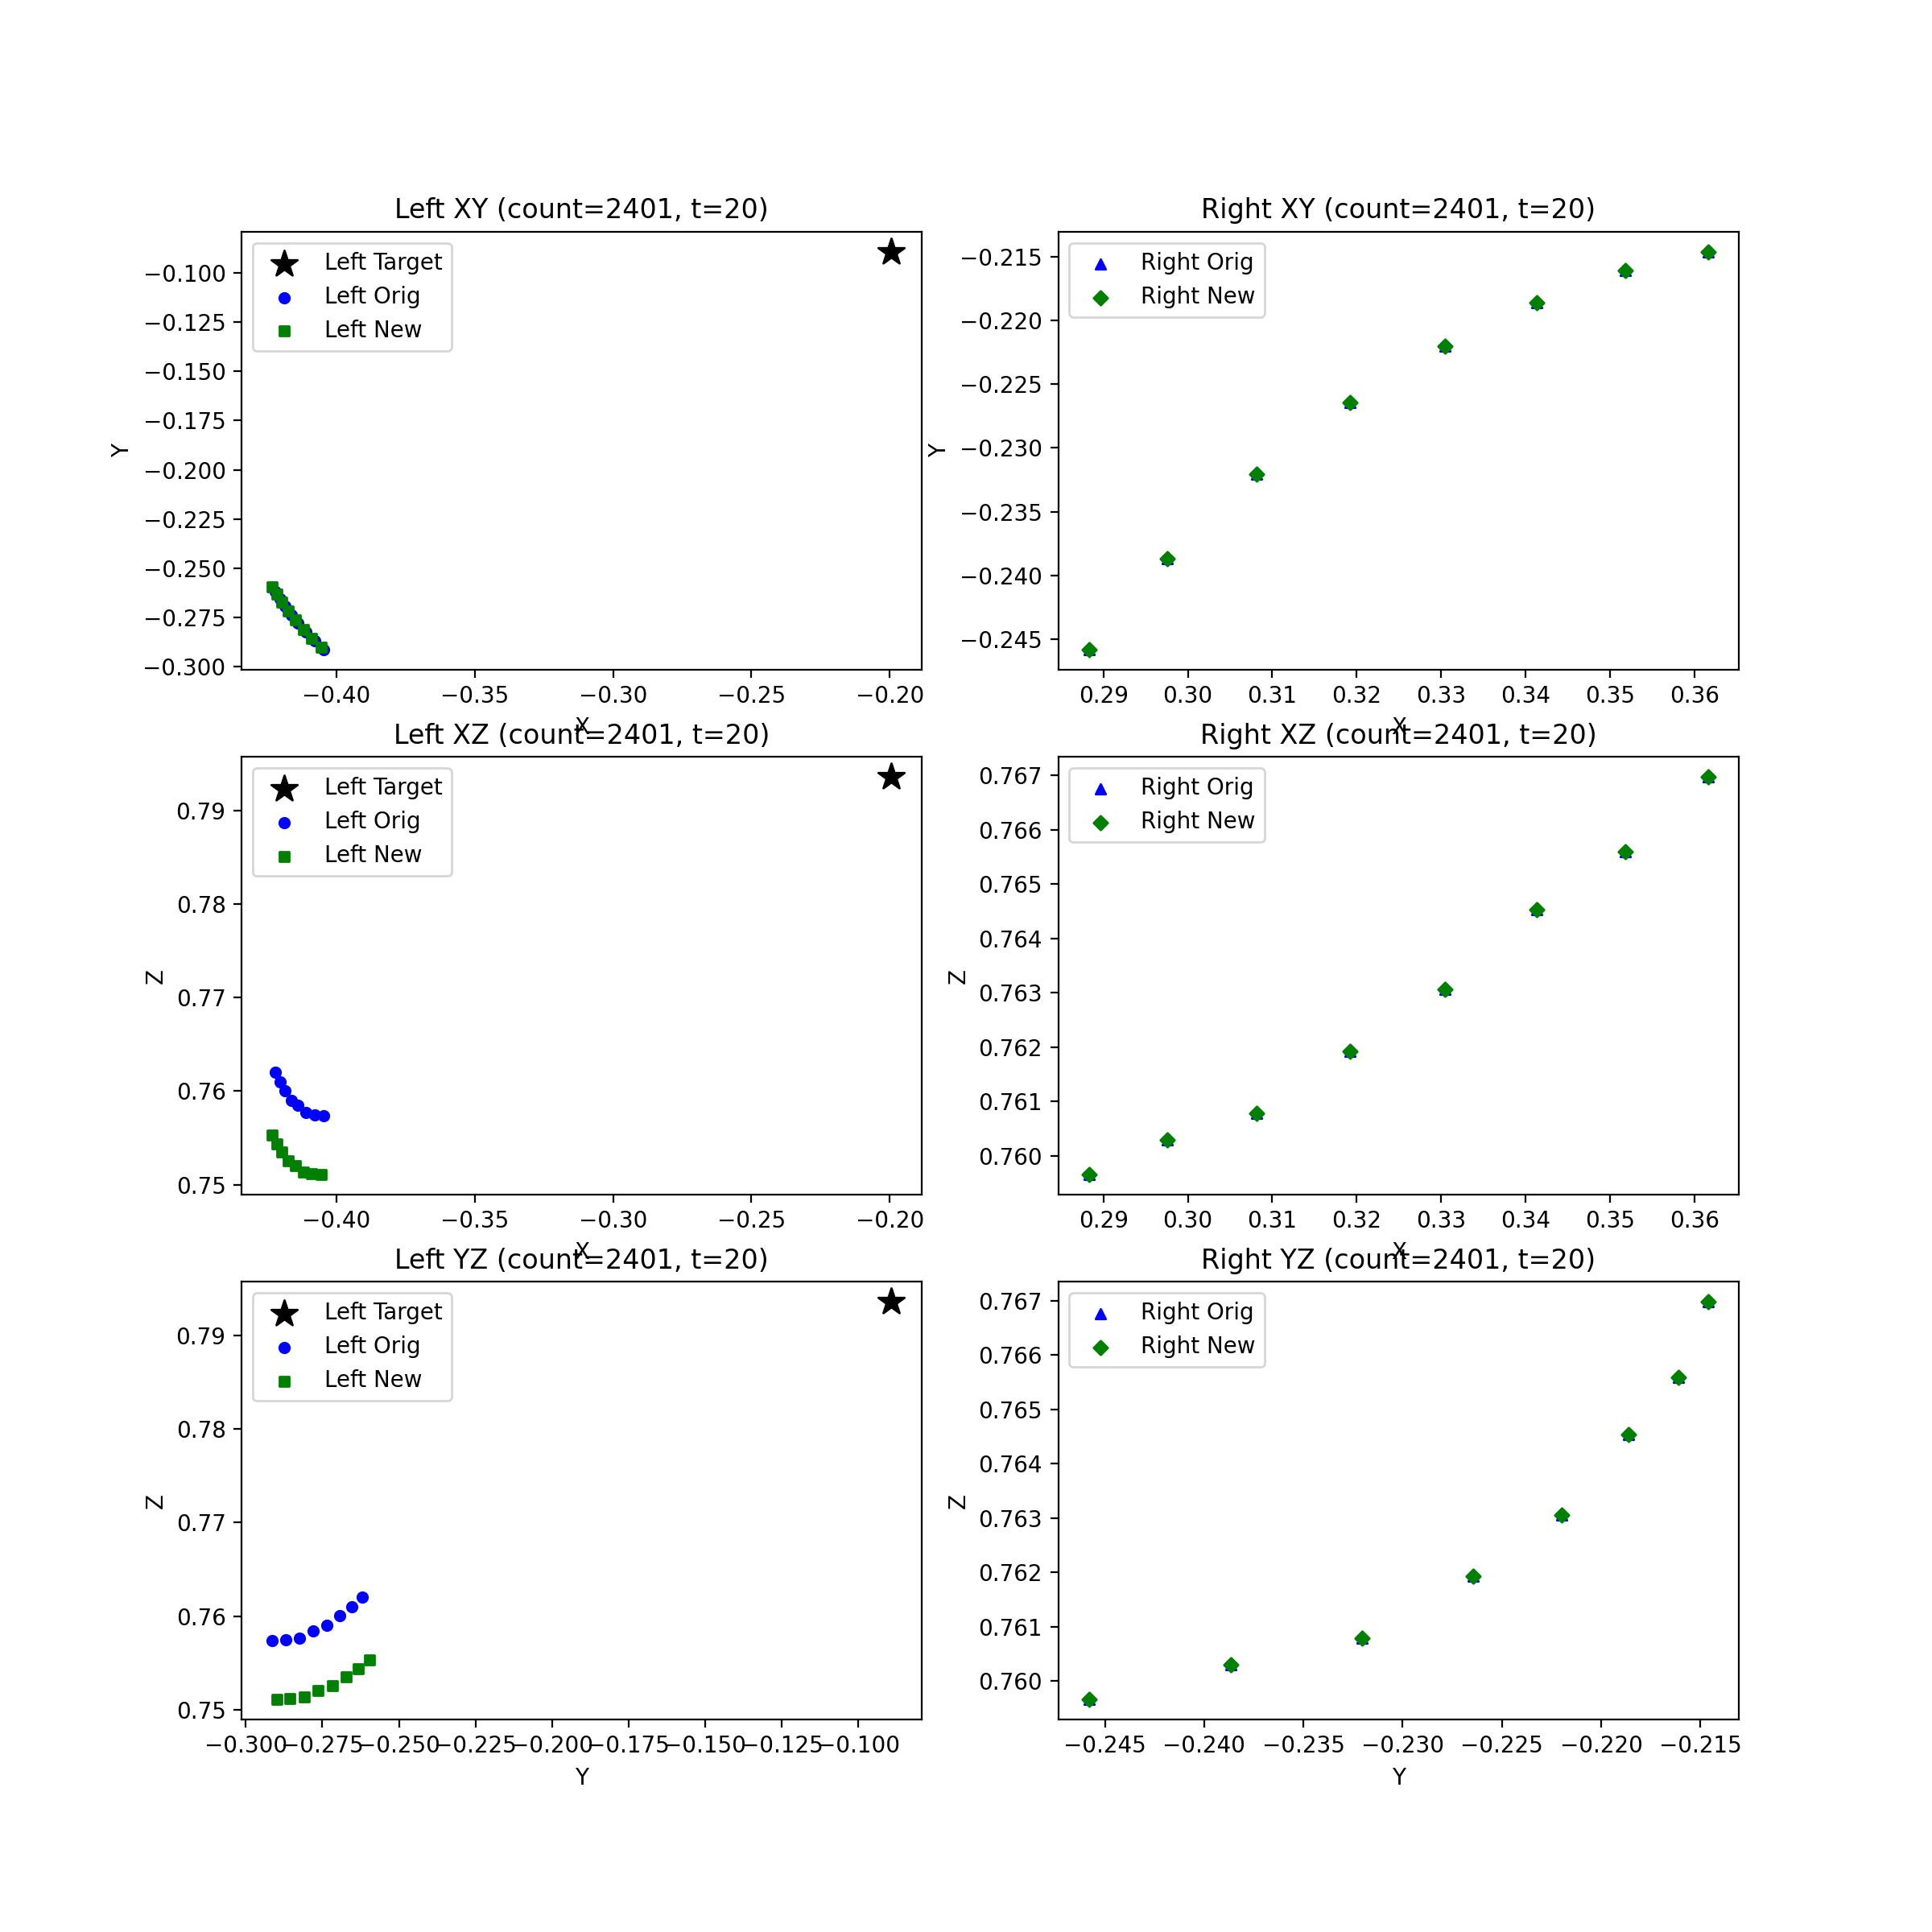 Left XY (count=2401, t=20)
Right XY (count=2401, t=20)
Left Target
Left Orig
Left New
Right Orig
Right New
−0.100
−0.125
−0.150
−0.175
−0.200
−0.225
−0.250
−0.275
−0.300
Y
−0.40
−0.35
−0.30
−0.25
−0.20
X
−0.215
−0.220
−0.225
−0.230
−0.235
−0.240
−0.245
Y
0.29
0.30
0.31
0.32
0.33
0.34
0.35
0.36
X
Left XZ (count=2401, t=20)
Right XZ (count=2401, t=20)
Left Target
Left Orig
Left New
Right Orig
Right New
0.79
0.78
0.77
0.76
0.75
Z
−0.40
−0.35
−0.30
−0.25
−0.20
X
0.767
0.766
0.765
0.764
0.763
0.762
0.761
0.760
Z
0.29
0.30
0.31
0.32
0.33
0.34
0.35
0.36
X
Left YZ (count=2401, t=20)
Right YZ (count=2401, t=20)
Left Target
Left Orig
Left New
Right Orig
Right New
0.79
0.78
0.77
0.76
0.75
Z
−0.300
−0.275
−0.250
−0.225
−0.200
−0.175
−0.150
−0.125
−0.100
Y
0.767
0.766
0.765
0.764
0.763
0.762
0.761
0.760
Z
−0.245
−0.240
−0.235
−0.230
−0.225
−0.220
−0.215
Y